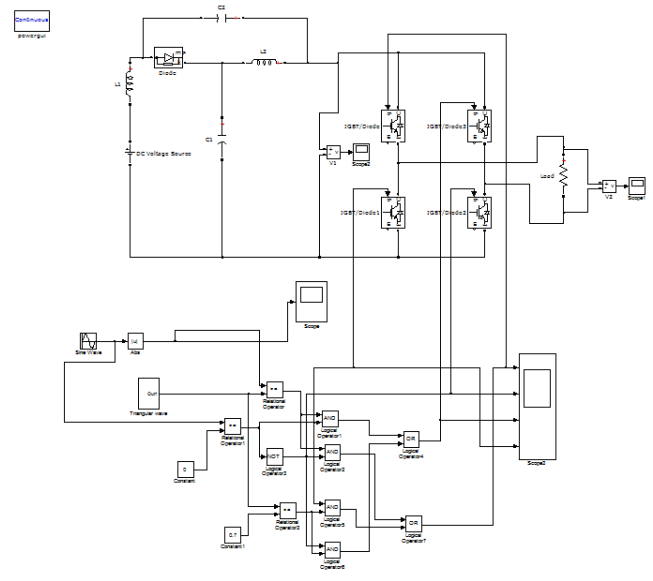 Continuous
powergui
C2
Diode
L2
L1
DC Voltage Source
C1
V1
Scope2
IGBT/Diode
IGBT/Diode3
IGBT/Diode1
IGBT/Diode2
Load
V2
Scope1
Scope
Sine Wave
|u|
Abs
Out
Triangular wave
Relational
Operator
Relational
Operator1
0
Constant
NOT
Logical
Operator3
AND
Logical
Operator1
AND
Logical
OR
Logical
Operator4
0.7
Constant1
Relational
AND
Logical
Operator5
AND
Logical
Operator6
OR
Logical
Operator7